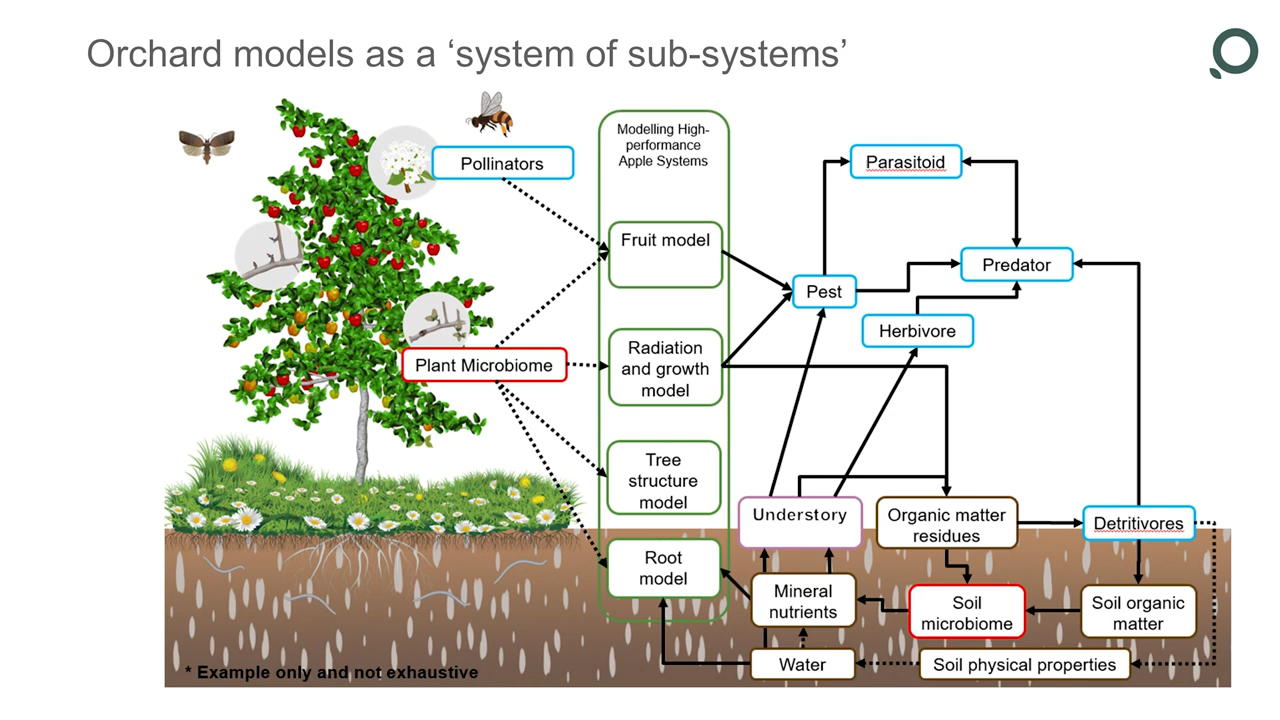 Orchard models as a ‘system of sub-systems’
Pollinators
Plant Microbiome
Modelling High-
performance
Apple Systems
Fruit model
Radiation
and growth
model
Tree
structure
model
Root
model
Parasitoid
Predator
Pest
Herbivore
Understory
Organic matter
residues
Detritivores
Mineral
nutrients
Soil
microbiome
Soil organic
matter
Water
Soil physical properties
* Example only and not exhaustive